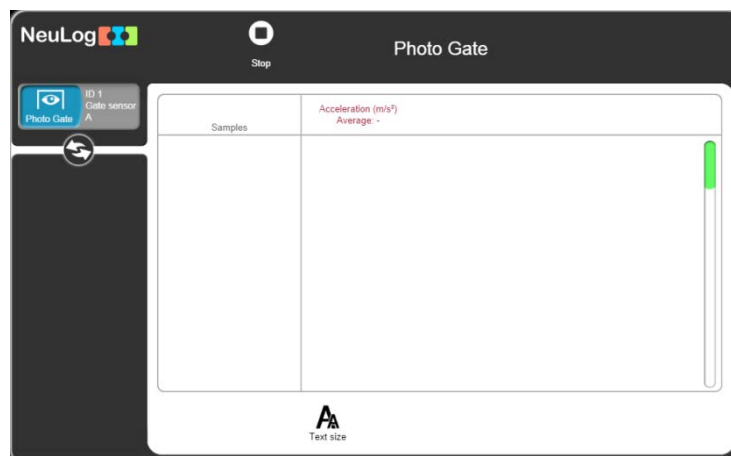 NeuLog
Stop
Photo Gate
Photo Gate
ID 1
Gate sensor
A
Samples
Acceleration (m/s²)
Average: -
Text size